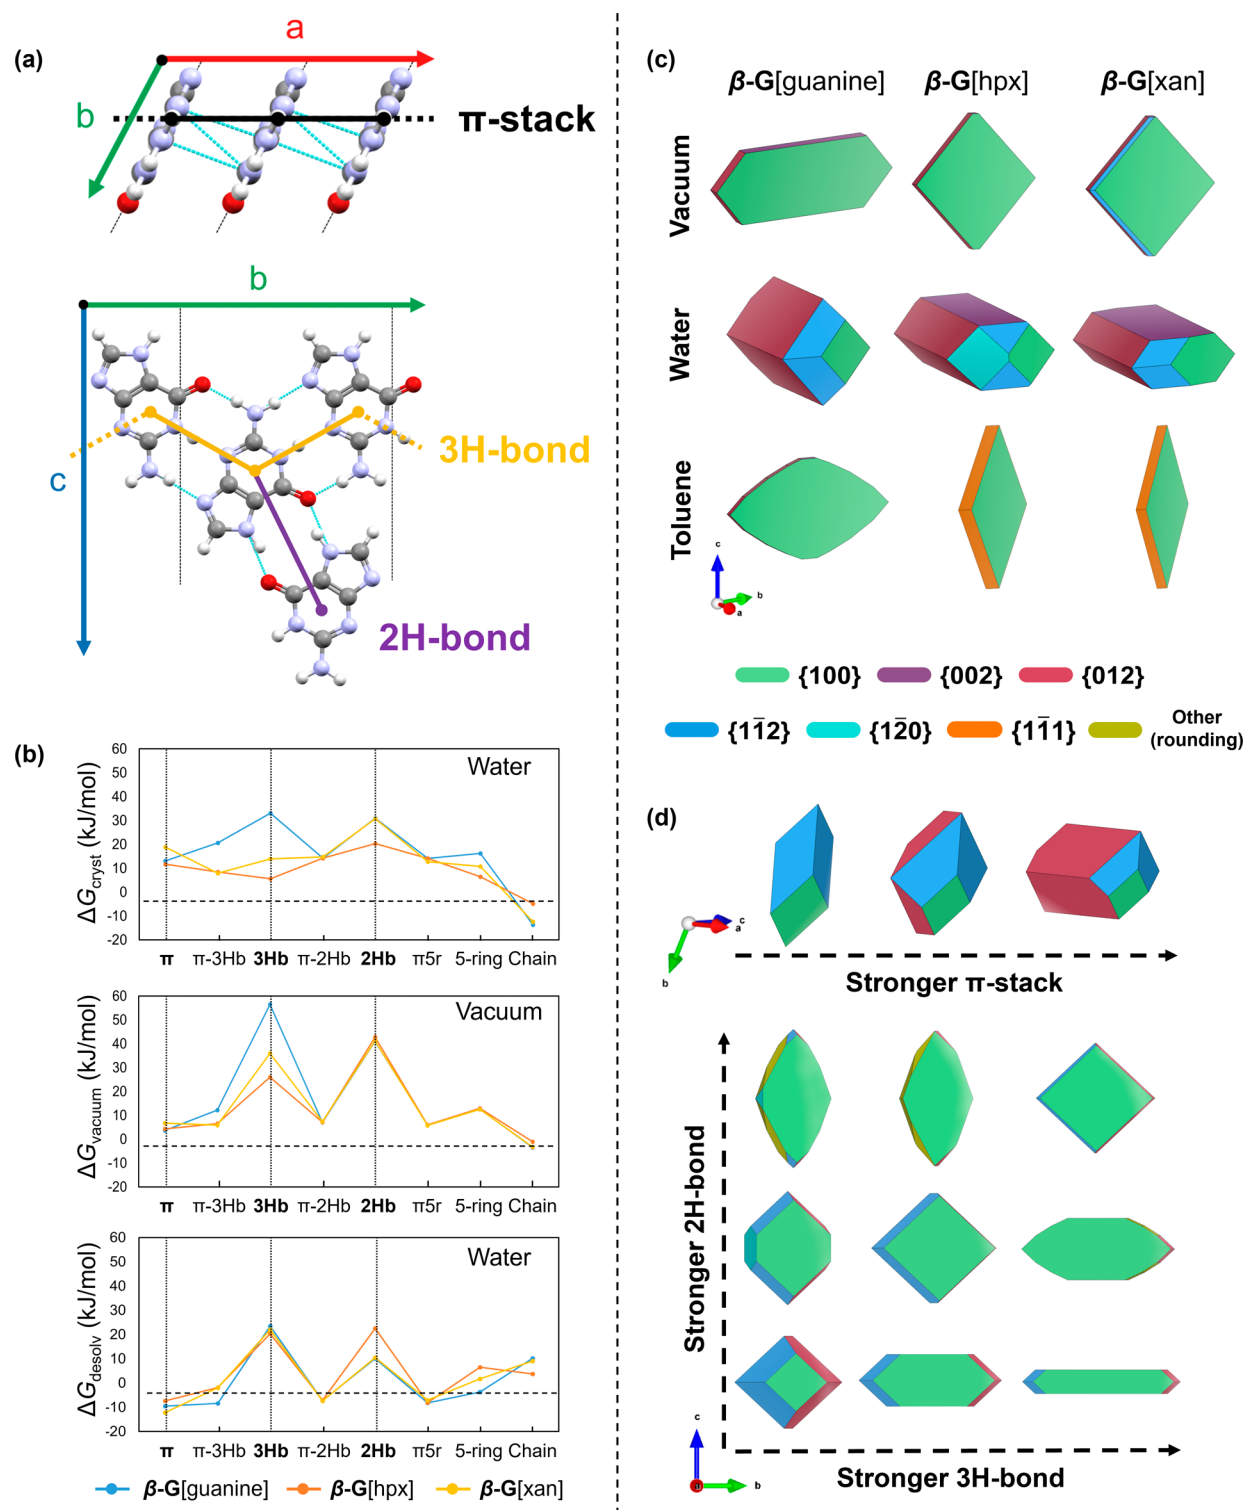 (a)
a
b
π-stack
b
c
3H-bond
2H-bond
(b)
ΔGcryst (kJ/mol)
Water
60
50
40
30
20
10
0
-10
-20
π π-3Hb 3Hb π-2Hb 2Hb π5r 5-ring Chain
ΔGvacuum (kJ/mol)
Vacuum
60
50
40
30
20
10
0
-10
-20
π π-3Hb 3Hb π-2Hb 2Hb π5r 5-ring Chain
ΔGdesolv (kJ/mol)
Water
60
50
40
30
20
10
0
-10
-20
π π-3Hb 3Hb π-2Hb 2Hb π5r 5-ring Chain
β-G[guanine] β-G[hpx] β-G[xan]
(c)
β-G[guanine] β-G[hpx] β-G[xan]
Vacuum
Water
Toluene
c
b
a
{100} {002} {012}
{11̅2} {12̅0} {11̅1} Other
(rounding)
(d)
c
a
b
Stronger π-stack
Stronger 2H-bond
c
a
b
Stronger 3H-bond